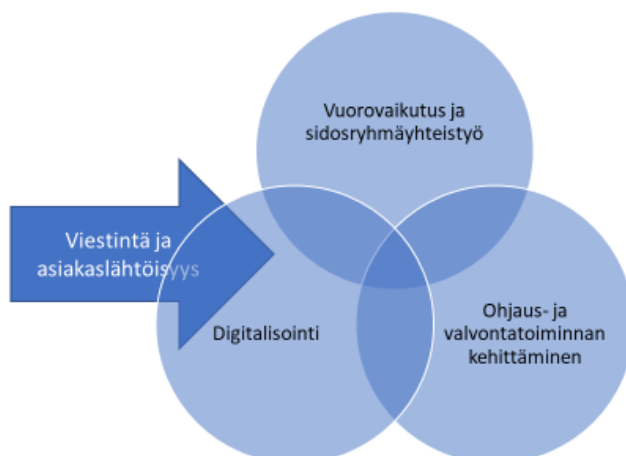 Vuorovaikutus ja
sidosryhmäyhteistyö
Viestintä ja
asiakaslähtöisyys
Digitalisointi
Ohjaus- ja
valvontatoiminnan
kehittäminen